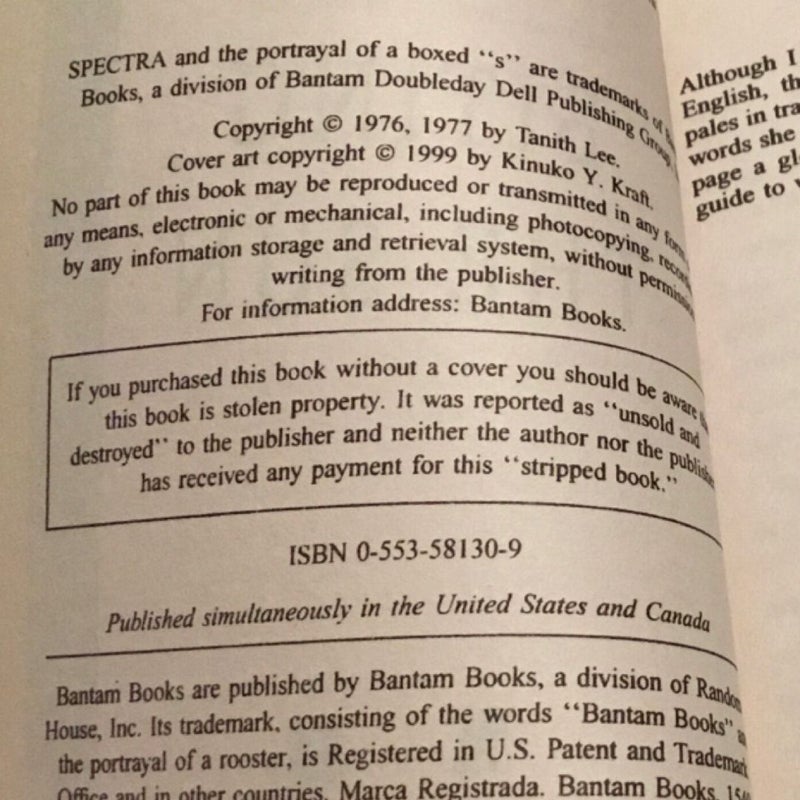 SPECTRA and the portrayal of a boxed "s" are trademarks of
Books, a division of Bantam Doubleday Dell Publishing Group
Copyright © 1976, 1977 by Tanith Lee.
Cover art copyright © 1999 by Kinuko Y. Kraft.
No part of this book may be reproduced or transmitted in any form
any means, electronic or mechanical, including photocopying,
by any information storage and retrieval system, without
writing from the publisher.
For information address: Bantam Books.
If you purchased this book without a cover you should be aware
this book is stolen property. It was reported as "unsold and
destroyed" to the publisher and neither the author nor the publisher
has received any payment for this "stripped book."
ISBN 0-553-58130-9
Published simultaneously in the United States and Canada
Bantam Books are published by Bantam Books, a division of Random
House, Inc. Its trademark, consisting of the words "Bantam Books"
the portrayal of a rooster, is Registered in U.S. Patent and Trademark
Office and in other countries. Marca Registrada. Bantam Books,
Although I
English,
pales in
words she
page a
guide to